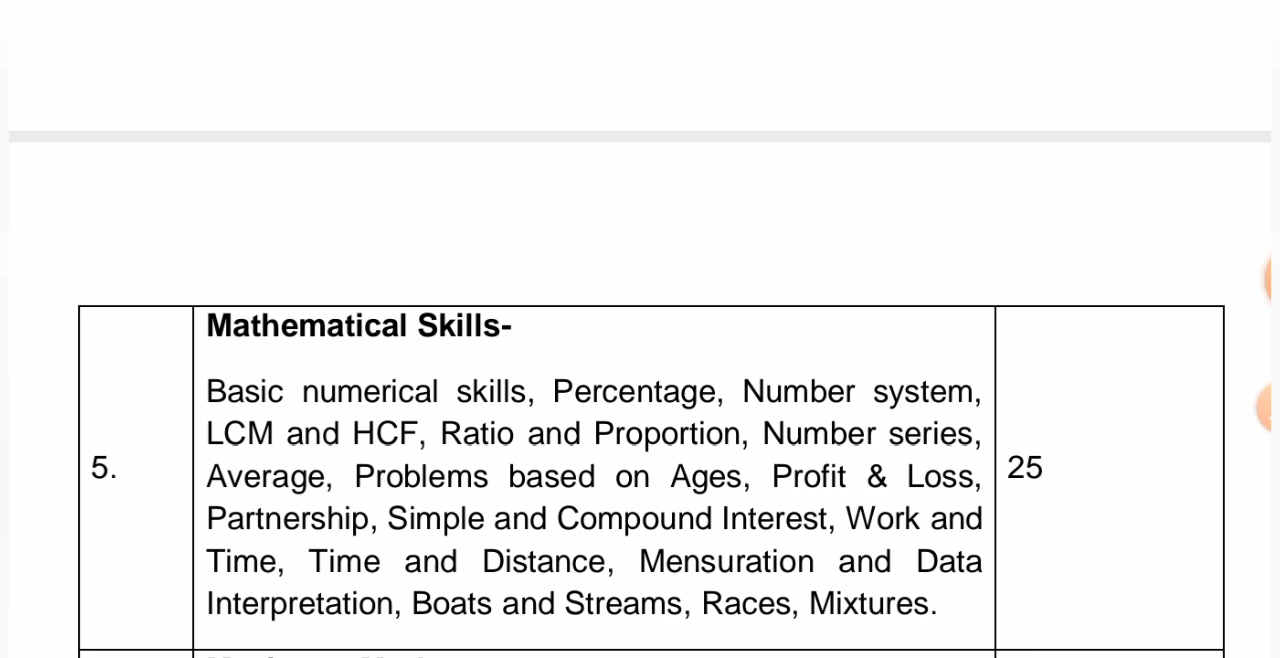 Mathematical Skills-
Basic numerical skills, Percentage, Number system,
LCM and HCF, Ratio and Proportion, Number series,
5.
Average, Problems based on Ages, Profit & Loss,
25
Partnership, Simple and Compound Interest, Work and
Time, Time and Distance, Mensuration and Data
Interpretation, Boats and Streams, Races, Mixtures.